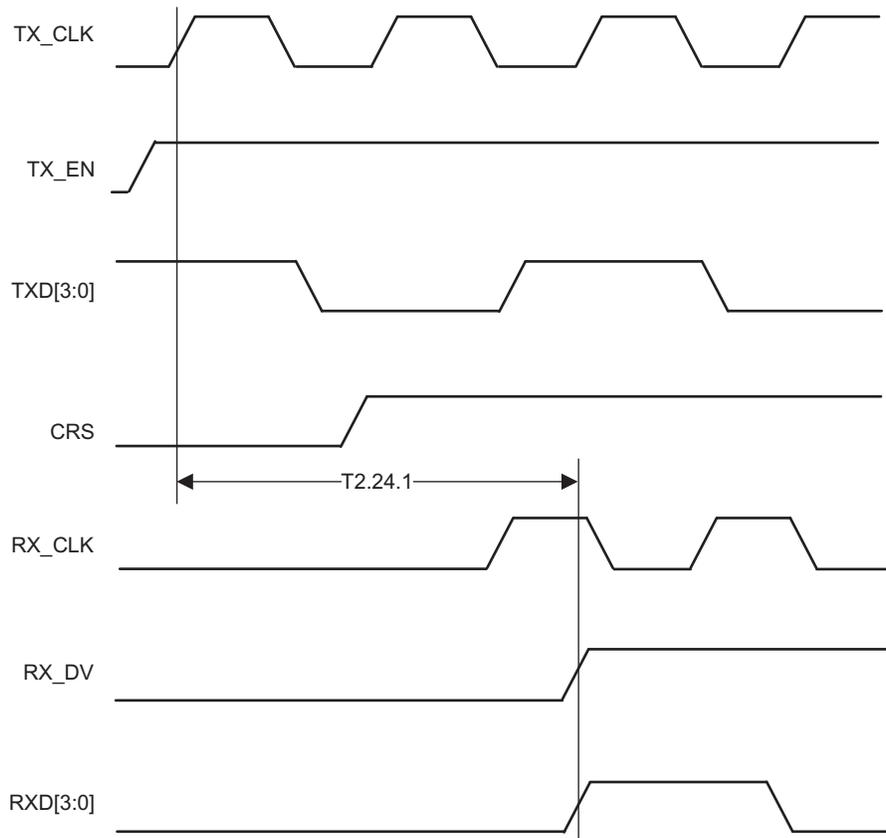 TX_CLK
TX_EN
TXD[3:0]
CRS
T2.24.1
RX_CLK
RX_DV
RXD[3:0]